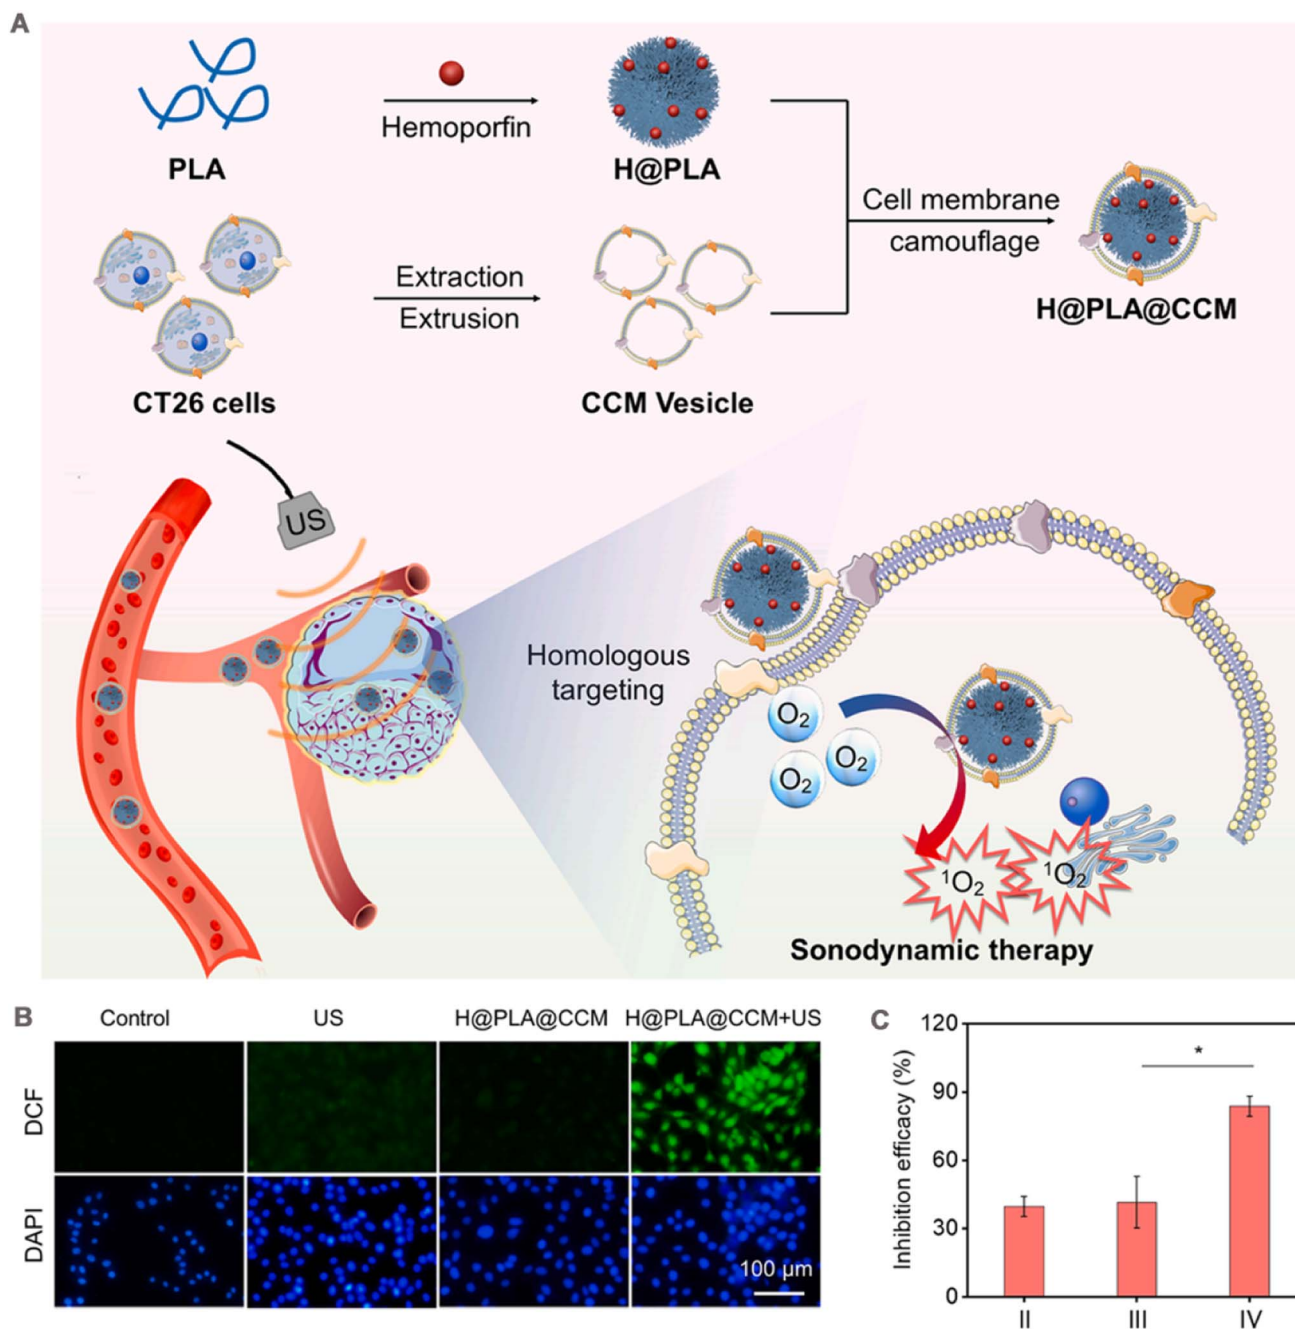 A
PLA
Hemoporfin
H@PLA
Cell membrane
camouflage
H@PLA@CCM
CT26 cells
Extraction
Extrusion
CCM Vesicle
US
Homologous
targeting
O2
O2
O2
1O2
1O2
Sonodynamic therapy
B
Control
US
H@PLA@CCM
H@PLA@CCM+US
DCF
DAPI
100 μm
C
Inhibition efficacy (%)
120
90
60
30
0
*
II
III
IV